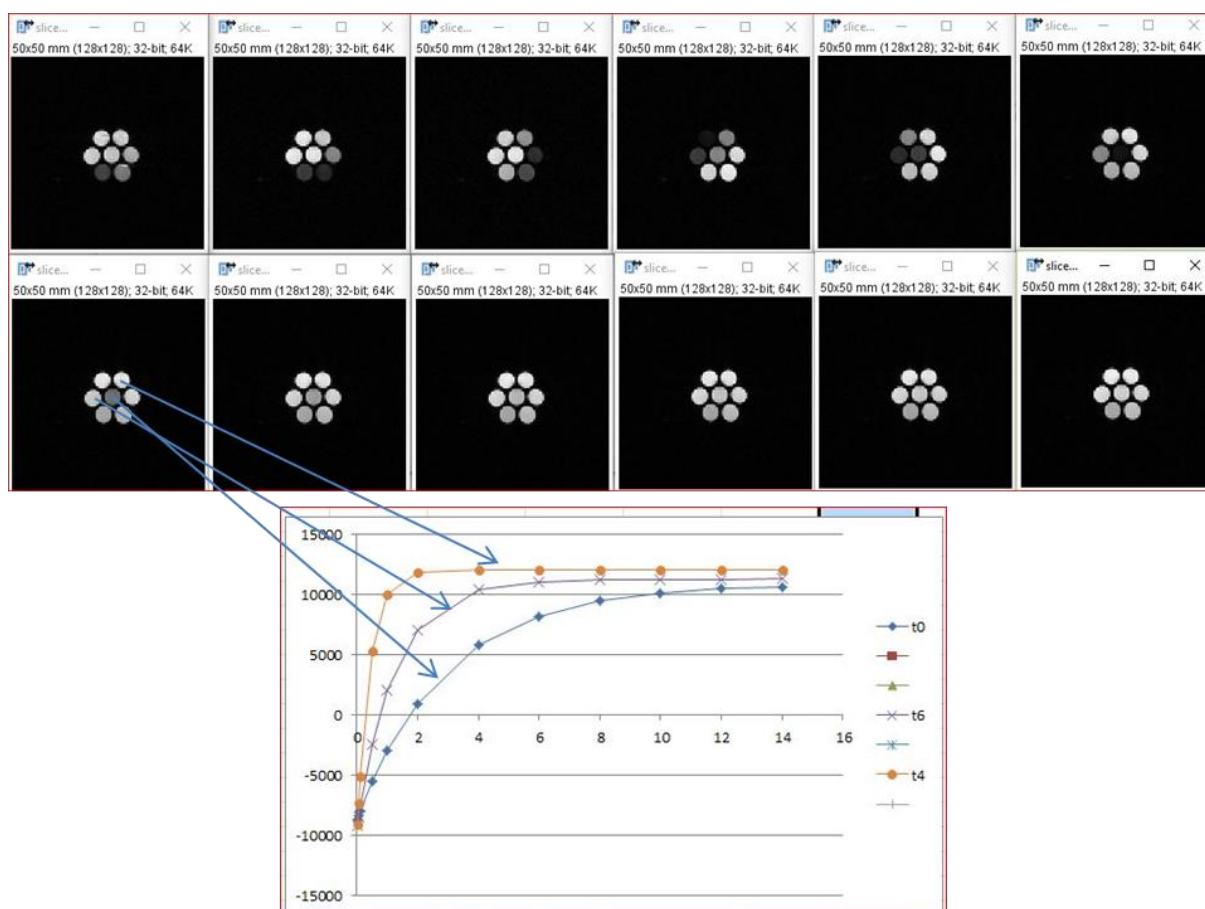 slice... slice... slice... slice... slice... slice...
50x50 mm (128x128); 32-bit; 64K 50x50 mm (128x128); 32-bit; 64K 50x50 mm (128x128); 32-bit; 64K 50x50 mm (128x128); 32-bit; 64K 50x50 mm (128x128); 32-bit; 64K 50x50 mm (128x128); 32-bit; 64K
slice... slice... slice... slice... slice... slice...
50x50 mm (128x128); 32-bit; 64K 50x50 mm (128x128); 32-bit; 64K 50x50 mm (128x128); 32-bit; 64K 50x50 mm (128x128); 32-bit; 64K 50x50 mm (128x128); 32-bit; 64K 50x50 mm (128x128); 32-bit; 64K
15000
10000
t0
5000
t6
0
0 2 4 6 8 10 12 14 16
t4
-5000
-10000
-15000